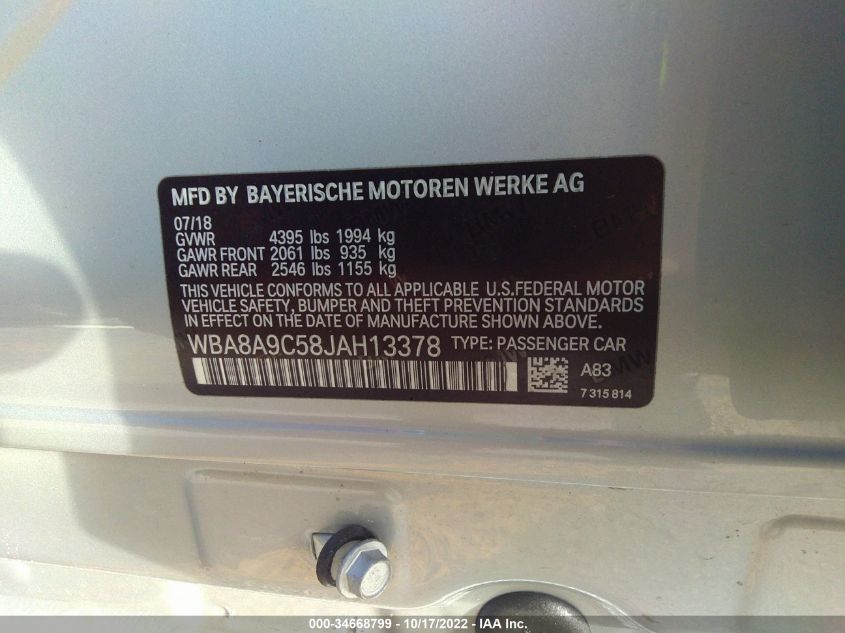 MFD BY BAYERISCHE MOTOREN WERKE AG
07/18
GVWR 4395 lbs 1994 kg
GAWR FRONT 2061 lbs 935 kg
GAWR REAR 2546 lbs 1155 kg
THIS VEHICLE CONFORMS TO ALL APPLICABLE U.S.FEDERAL MOTOR
VEHICLE SAFETY, BUMPER AND THEFT PREVENTION STANDARDS
IN EFFECT ON THE DATE OF MANUFACTURE SHOWN ABOVE.
WBA8A9C58JAH13378 TYPE: PASSENGER CAR
A83
7 315 814
000-34668799 - 10/17/2022 - IAA Inc.